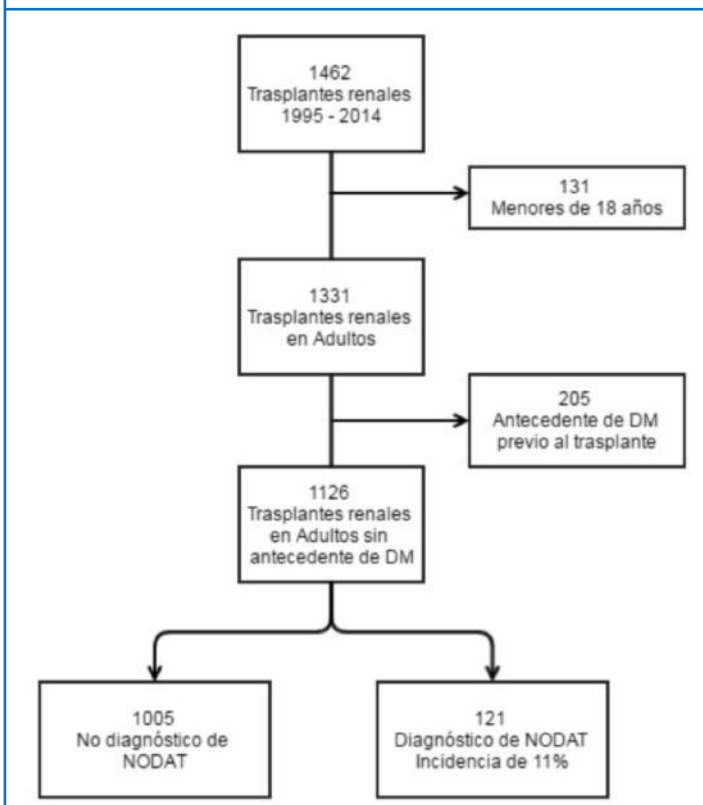 1462
Trasplantes renales
1995 - 2014
131
Menores de 18 años
1331
Trasplantes renales
en Adultos
205
Antecedente de DM
previo al trasplante
1126
Trasplantes renales
en Adultos sin
antecedente de DM
1005
No diagnóstico de
NODAT
121
Diagnóstico de NODAT
Incidencia de 11%